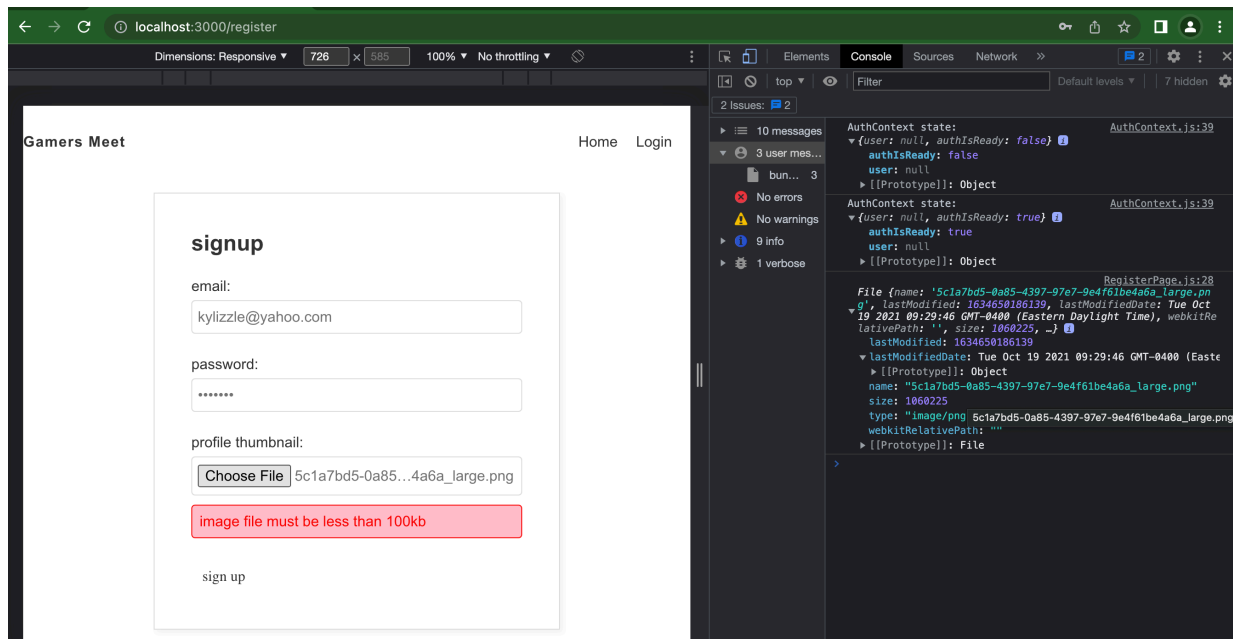 localhost:3000/register
Dimensions: Responsive ▼ 726 × 585 100% ▼ No throttling ▼
Elements Console Sources Network » 2
top ▼ Filter Default levels ▼ 7 hidden
2 Issues: 2
Gamers Meet Home Login
signup
email:
kylizzle@yahoo.com
password:
•••••••
profile thumbnail:
Choose File 5c1a7bd5-0a85…4a6a_large.png
image file must be less than 100kb
sign up
10 messages
3 user mes…
bun… 3
No errors
No warnings
9 info
1 verbose
AuthContext state: AuthContext.js:39
▼{user: null, authIsReady: false} i
authIsReady: false
user: null
▶[[Prototype]]: Object
AuthContext state: AuthContext.js:39
▼{user: null, authIsReady: true} i
authIsReady: true
user: null
▶[[Prototype]]: Object
RegisterPage.js:28
File {name: '5c1a7bd5-0a85-4397-97e7-9e4f61be4a6a_large.pn
g', lastModified: 1634650186139, lastModifiedDate: Tue Oct
19 2021 09:29:46 GMT-0400 (Eastern Daylight Time), webkitRe
lativePath: '', size: 1060225, …} i
lastModified: 1634650186139
▼lastModifiedDate: Tue Oct 19 2021 09:29:46 GMT-0400 (Easte
▶[[Prototype]]: Object
name: "5c1a7bd5-0a85-4397-97e7-9e4f61be4a6a_large.png"
size: 1060225
type: "image/png 5c1a7bd5-0a85-4397-97e7-9e4f61be4a6a_large.png
webkitRelativePath: ""
▶[[Prototype]]: File